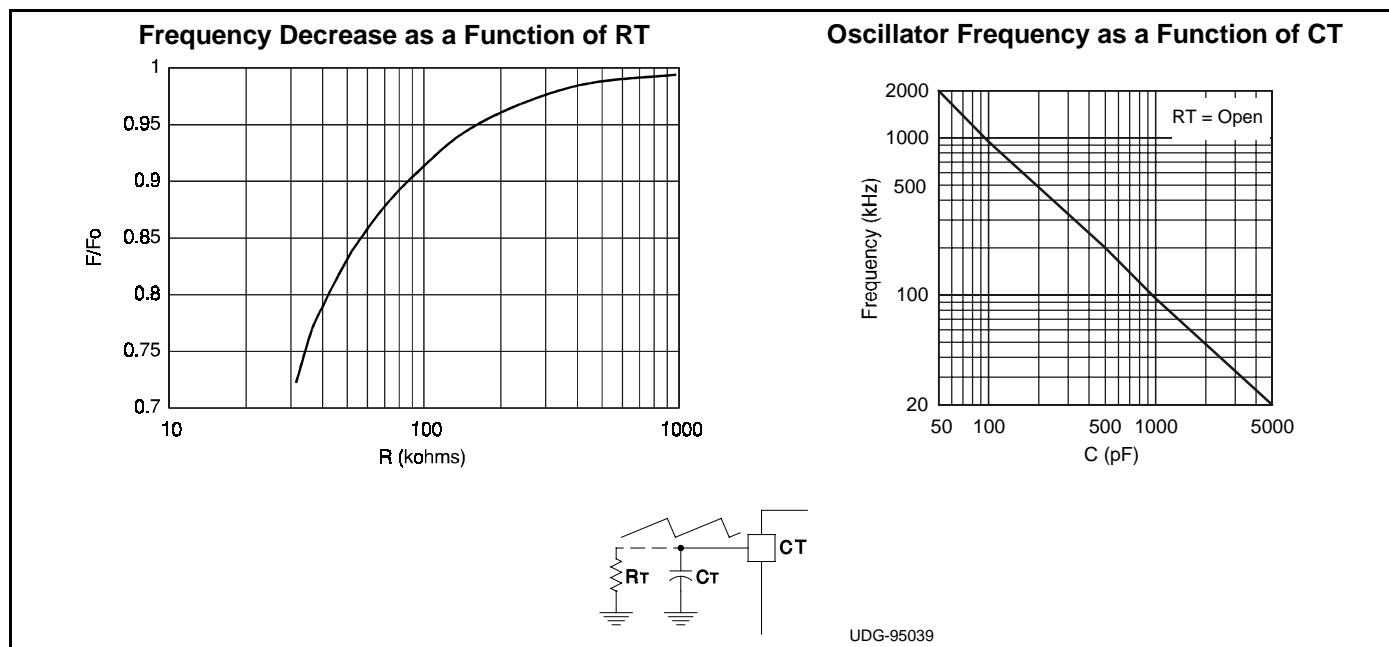 Frequency Decrease as a Function of RT
1
0.95
0.9
0.85
0.8
0.75
0.7
F/Fo
10
100
1000
R (kohms)
Oscillator Frequency as a Function of CT
RT = Open
2000
1000
500
100
20
Frequency (kHz)
50
100
500
1000
5000
C (pF)
CT
RT
CT
UDG-95039